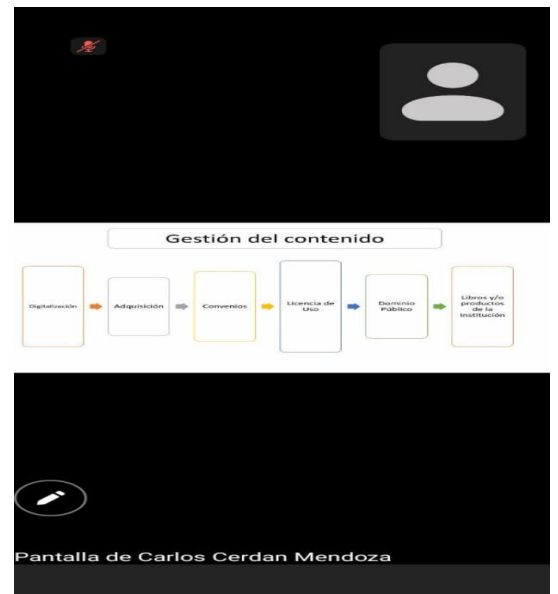 Gestión del contenido
Digitalización
Adquisición
Convenios
Licencia de
Uso
Dominio
Público
Libros y/o
productos
de la
Institución
Pantalla de Carlos Cerdan Mendoza